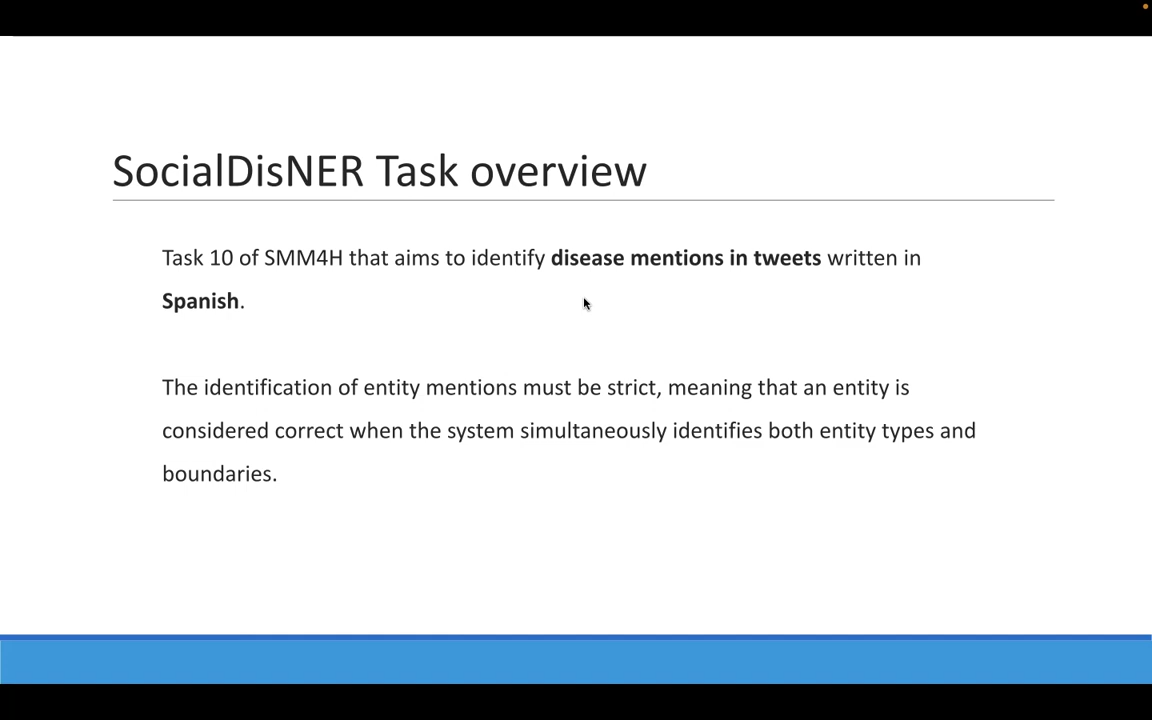 SocialDisNER Task overview
Task 10 of SMM4H that aims to identify disease mentions in tweets written in
Spanish.
The identification of entity mentions must be strict, meaning that an entity is
considered correct when the system simultaneously identifies both entity types and
boundaries.